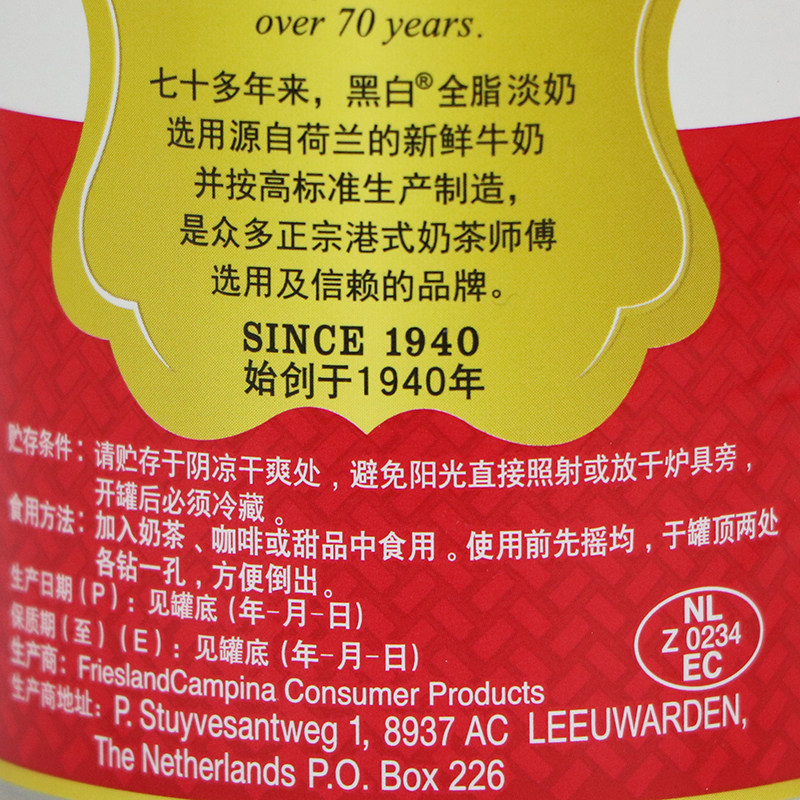 over 70 years.
七十多年来，黑白®全脂淡奶
选用源自荷兰的新鲜牛奶
并按高标准生产制造，
是众多正宗港式奶茶师傅
选用及信赖的品牌。
SINCE 1940
始创于1940年
贮存条件：请贮存于阴凉干爽处，避免阳光直接照射或放于炉具旁，
开罐后必须冷藏。
食用方法：加入奶茶、咖啡或甜品中食用。使用前先摇均，于罐顶两处
各钻一孔，方便倒出。
生产日期(P)：见罐底(年-月-日)
保质期(至)(E)：见罐底(年-月-日)
生产商：FrieslandCampina Consumer Products
生产商地址：P. Stuyvesantweg 1, 8937 AC LEEUWARDEN,
The Netherlands P.O. Box 226
NL
Z 0234
EC